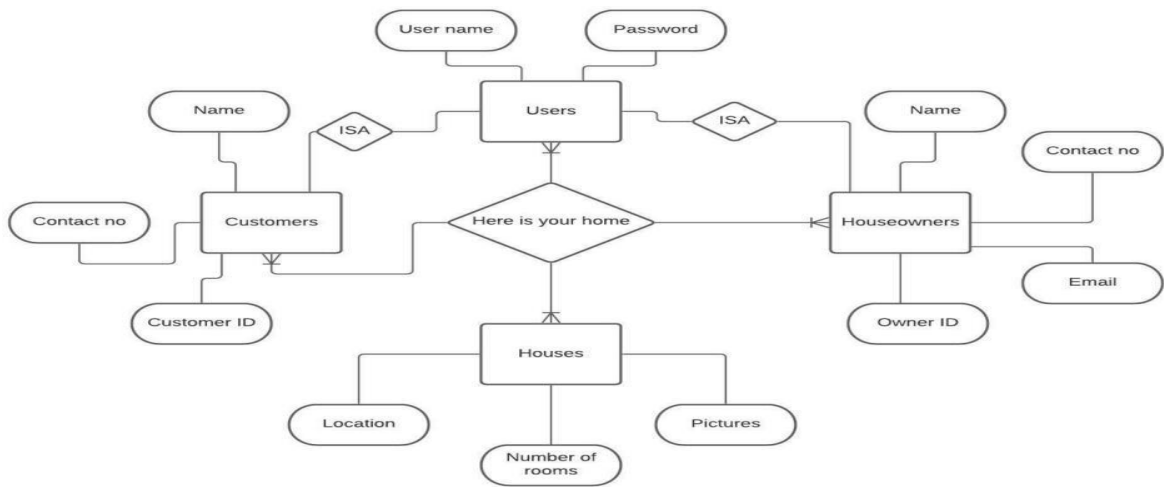 User name
Password
Name
ISA
Users
ISA
Name
Contact no
Contact no
Customers
Here is your home
Houseowners
Customer ID
Email
Owner ID
Houses
Location
Pictures
Number of
rooms